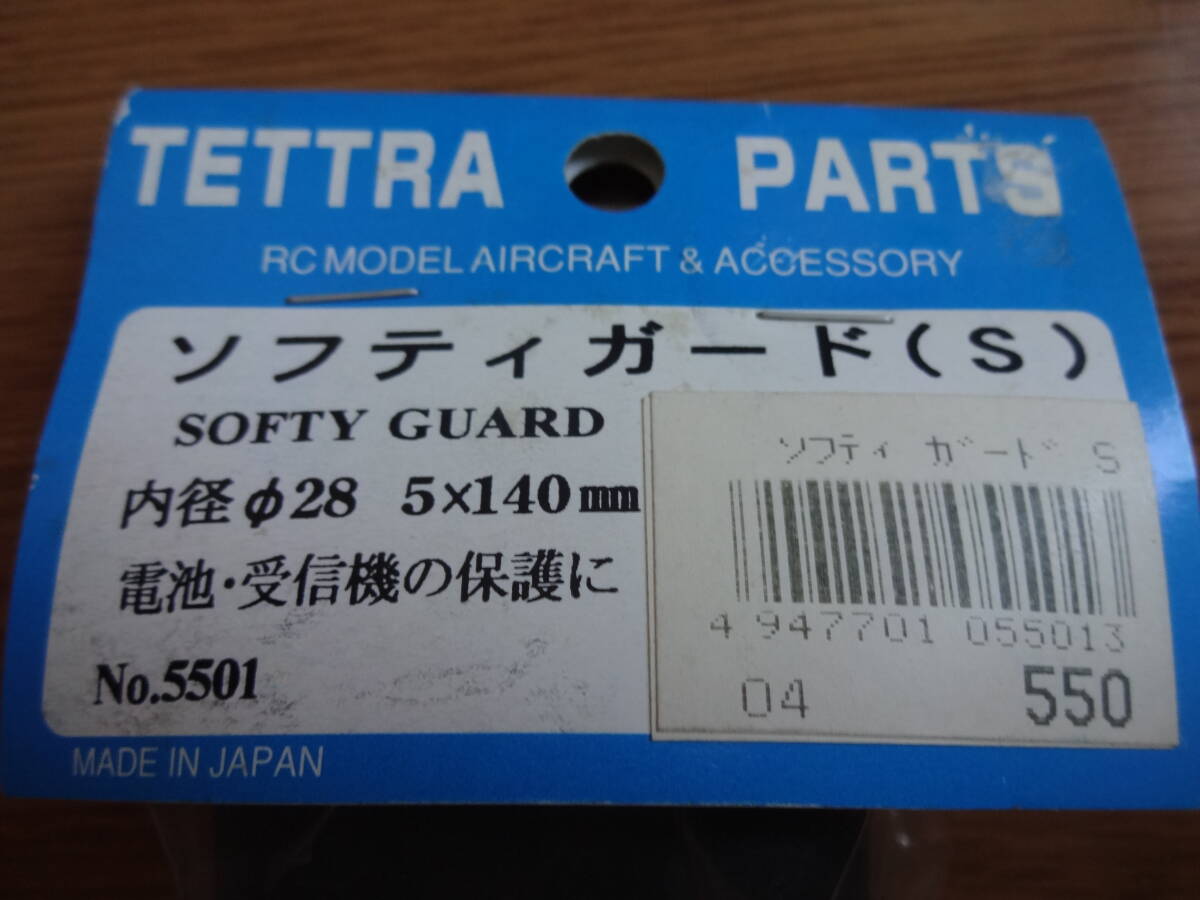 TETTRA PARTS
RC MODEL AIRCRAFT & ACCESSORY
ソフティガード(S)
SOFTY GUARD
内径φ28 5×140㎜
電池・受信機の保護に
No.5501
MADE IN JAPAN
ソフティ ガード S
4 947701 055013
04 550